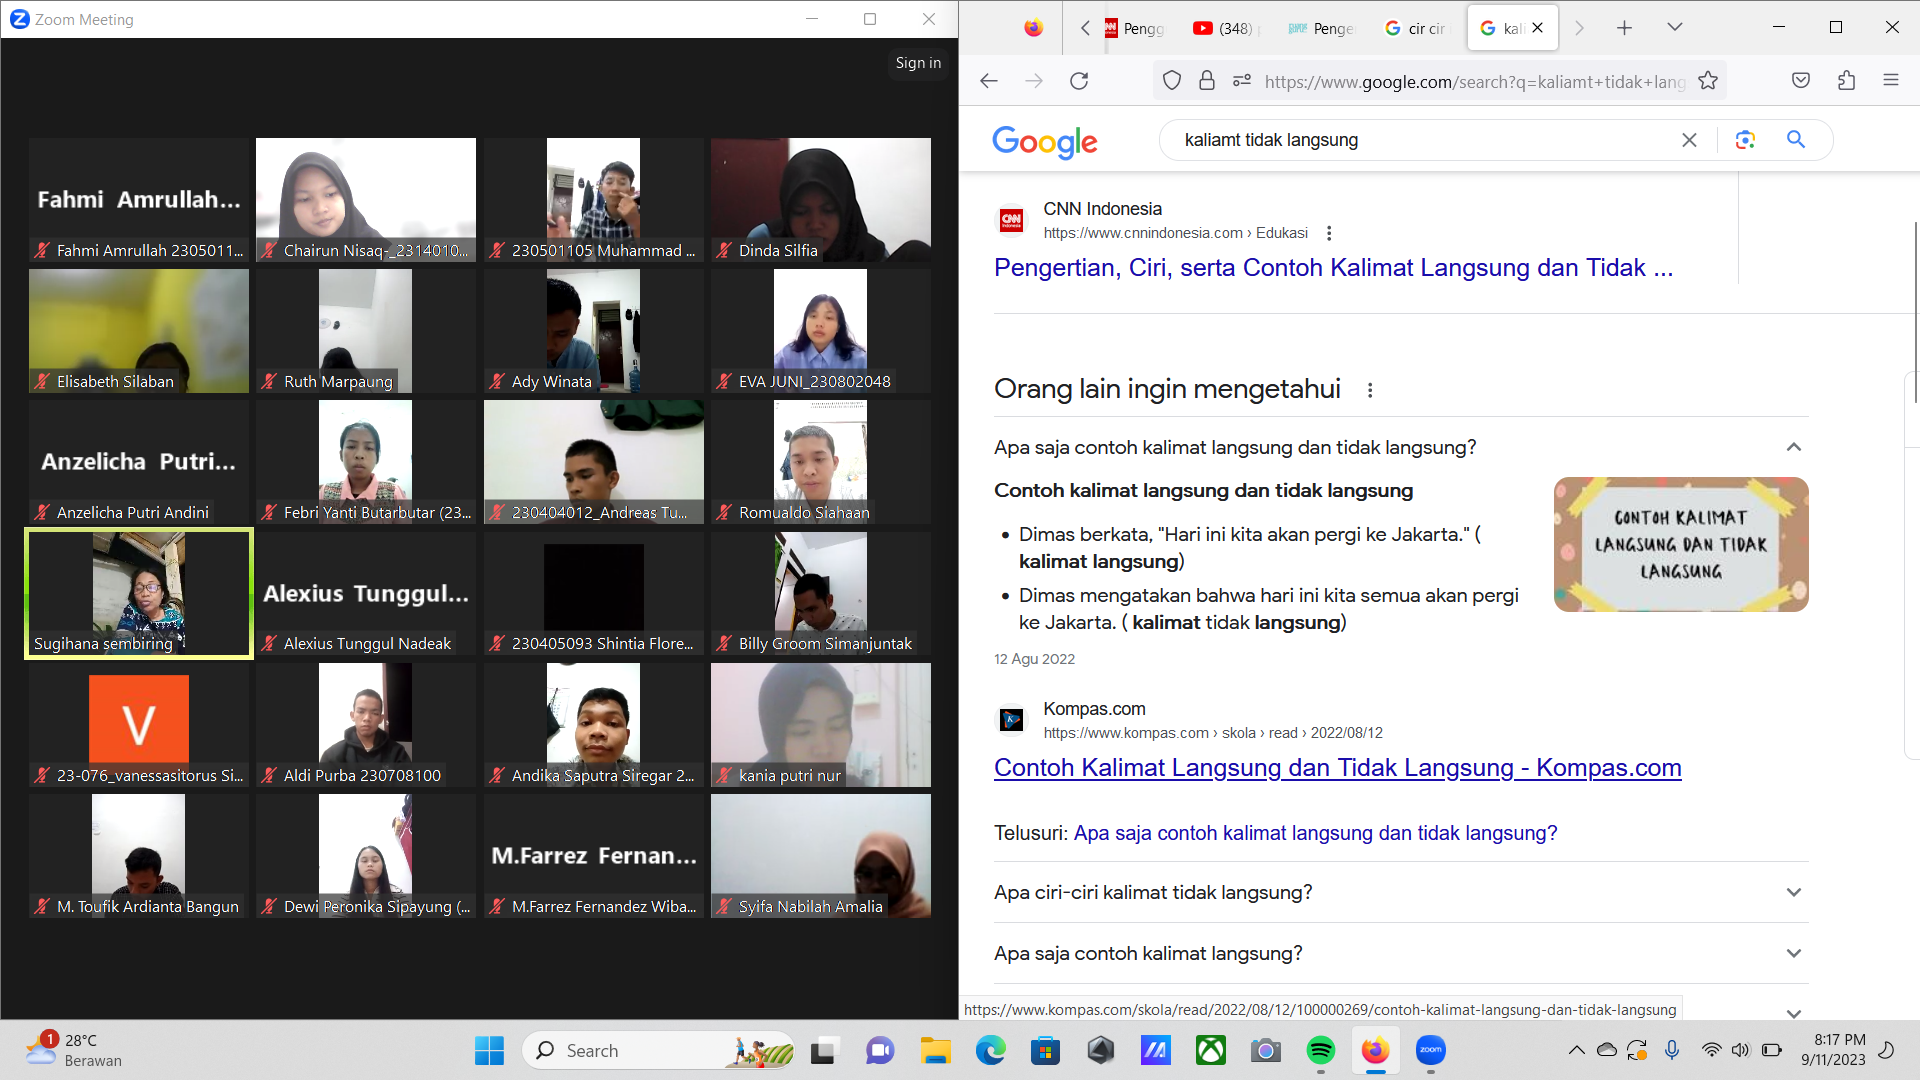 Zoom Meeting
Sign in
Fahmi Amrullah...
Fahmi Amrullah 2305011...
Chairun Nisaq-_2314010...
230501105 Muhammad ...
Dinda Silfia
Elisabeth Silaban
Ruth Marpaung
Ady Winata
EVA JUNI_230802048
Anzelicha Putri...
Anzelicha Putri Andini
Febri Yanti Butarbutar (23...
230404012_Andreas Tu...
Romualdo Siahaan
Sugihana sembiring
Alexius Tunggul...
Alexius Tunggul Nadeak
230405093 Shintia Flore...
Billy Groom Simanjuntak
V
23-076_vanessasitorus Si...
Aldi Purba 230708100
Andika Saputra Siregar 2...
kania putri nur
M. Toufik Ardianta Bangun
Dewi Peronika Sipayung (...
M.Farrez Fernan...
M.Farrez Fernandez Wiba...
Syifa Nabilah Amalia
Pengg
(348)
Penge
cir cir
kali
https://www.google.com/search?q=kaliamt+tidak+lang
Google
kaliamt tidak langsung
CNN Indonesia
CNN Indonesia
https://www.cnnindonesia.com › Edukasi
Pengertian, Ciri, serta Contoh Kalimat Langsung dan Tidak ...
Orang lain ingin mengetahui
Apa saja contoh kalimat langsung dan tidak langsung?
Contoh kalimat langsung dan tidak langsung
• Dimas berkata, "Hari ini kita akan pergi ke Jakarta." (
kalimat langsung)
• Dimas mengatakan bahwa hari ini kita semua akan pergi
ke Jakarta. ( kalimat tidak langsung)
CONTOH KALIMAT
LANGSUNG DAN TIDAK
LANGSUNG
12 Agu 2022
K
Kompas.com
https://www.kompas.com › skola › read › 2022/08/12
Contoh Kalimat Langsung dan Tidak Langsung - Kompas.com
Telusuri: Apa saja contoh kalimat langsung dan tidak langsung?
Apa ciri-ciri kalimat tidak langsung?
Apa saja contoh kalimat langsung?
https://www.kompas.com/skola/read/2022/08/12/100000269/contoh-kalimat-langsung-dan-tidak-langsung
1
28°C
Berawan
Search
zoom
8:17 PM
9/11/2023